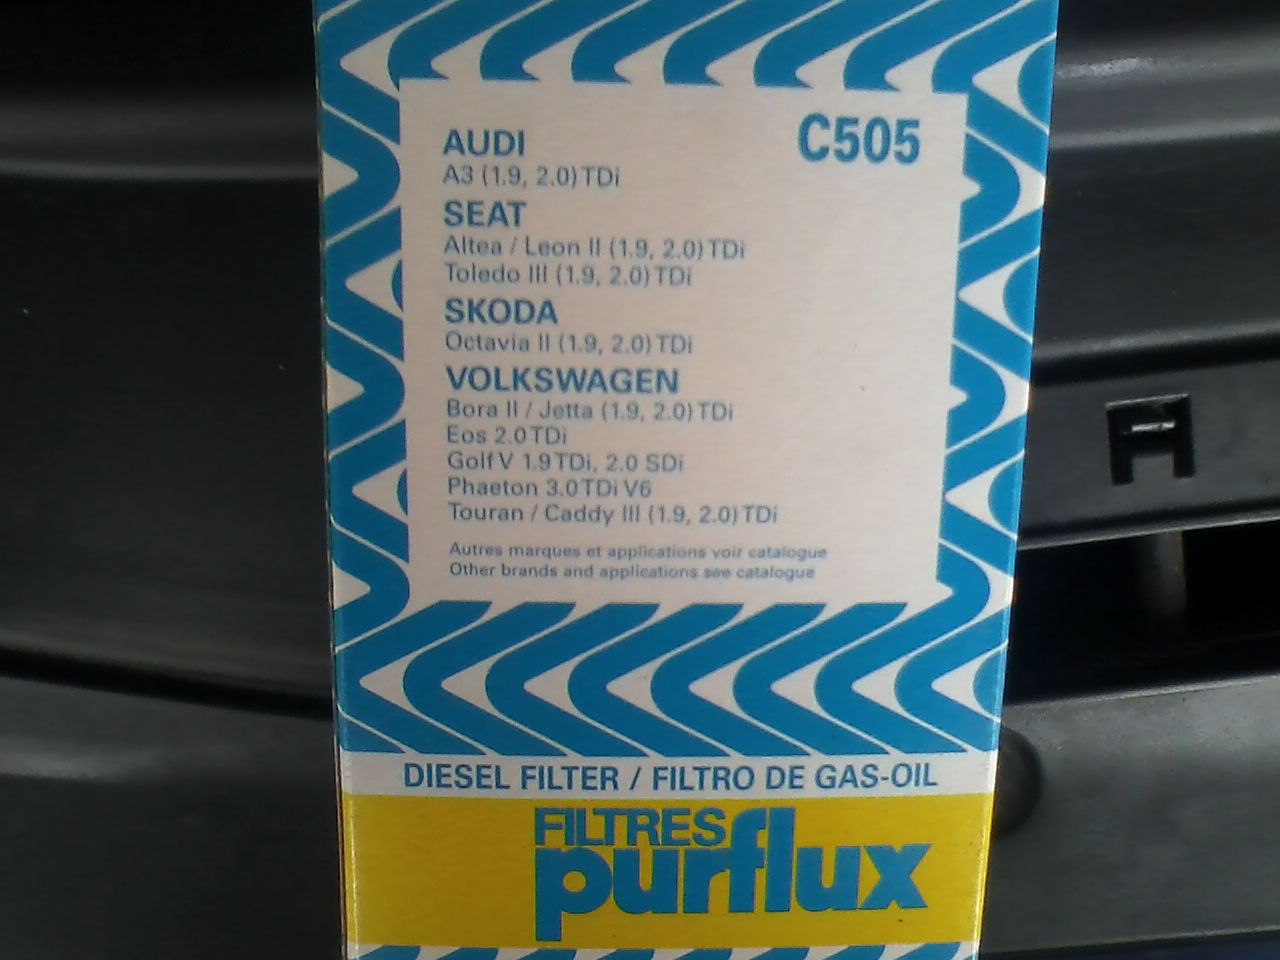 C505
AUDI
A3 (1.9, 2.0) TDi
SEAT
Altea / Leon II (1.9, 2.0) TDi
Toledo III (1.9, 2.0) TDi
SKODA
Octavia II (1.9, 2.0) TDi
VOLKSWAGEN
Bora II / Jetta (1.9, 2.0) TDi
Eos 2.0 TDi
Golf V 1.9 TDi, 2.0 SDi
Phaeton 3.0 TDi V6
Touran / Caddy III (1.9, 2.0) TDi
Autres marques et applications voir catalogue
Other brands and applications see catalogue
DIESEL FILTER / FILTRO DE GAS-OIL
FILTRES
purflux